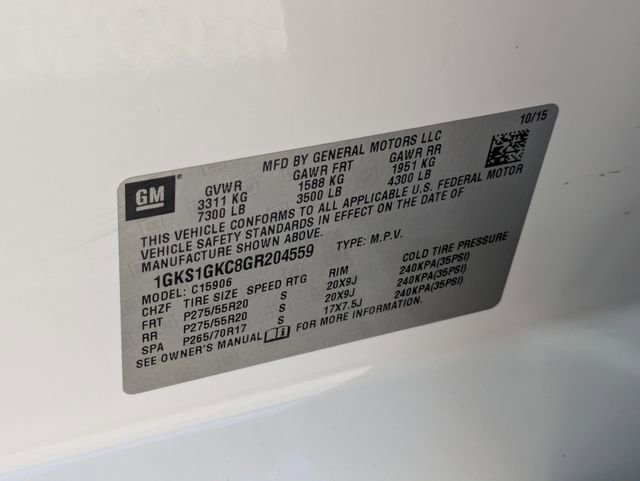 10/15
MFD BY GENERAL MOTORS LLC
GM
GVWR GAWR FRT GAWR RR
3311 KG 1588 KG 1951 KG
7300 LB 3500 LB 4300 LB
THIS VEHICLE CONFORMS TO ALL APPLICABLE U.S. FEDERAL MOTOR
VEHICLE SAFETY STANDARDS IN EFFECT ON THE DATE OF
MANUFACTURE SHOWN ABOVE.
1GKS1GKC8GR204559 TYPE: M.P.V.
MODEL: C15906
CHZF TIRE SIZE SPEED RTG RIM COLD TIRE PRESSURE
FRT P275/55R20 S 20X9J 240KPA(35PSI)
RR P275/55R20 S 20X9J 240KPA(35PSI)
SPA P265/70R17 S 17X7.5J 240KPA(35PSI)
SEE OWNER'S MANUAL FOR MORE INFORMATION.